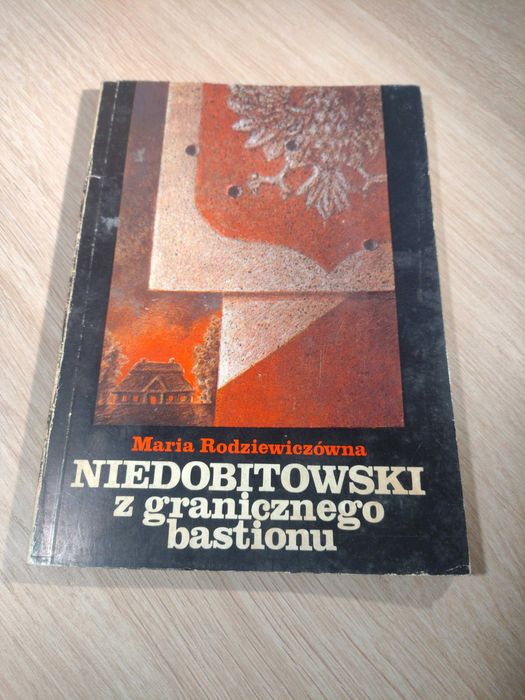 Maria Rodziewiczówna
NIEDOBITOWSKI
z granicznego
bastionu